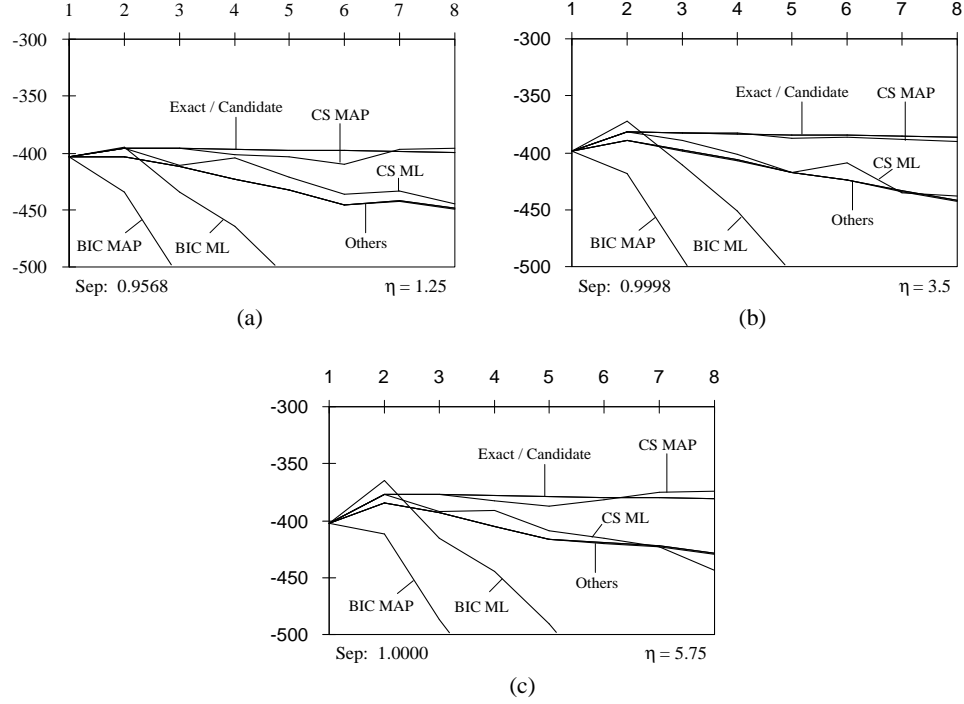 1 2 3 4 5 6 7 8
-300
-350
-400
-450
-500
Exact / Candidate
CS MAP
CS ML
BIC MAP
BIC ML
Others
Sep: 0.9568
η = 1.25
(a)
1 2 3 4 5 6 7 8
-300
-350
-400
-450
-500
Exact / Candidate
CS MAP
CS ML
BIC MAP
BIC ML
Others
Sep: 0.9998
η = 3.5
(b)
1 2 3 4 5 6 7 8
-300
-350
-400
-450
-500
Exact / Candidate
CS MAP
CS ML
BIC MAP
BIC ML
Others
Sep: 1.0000
η = 5.75
(c)